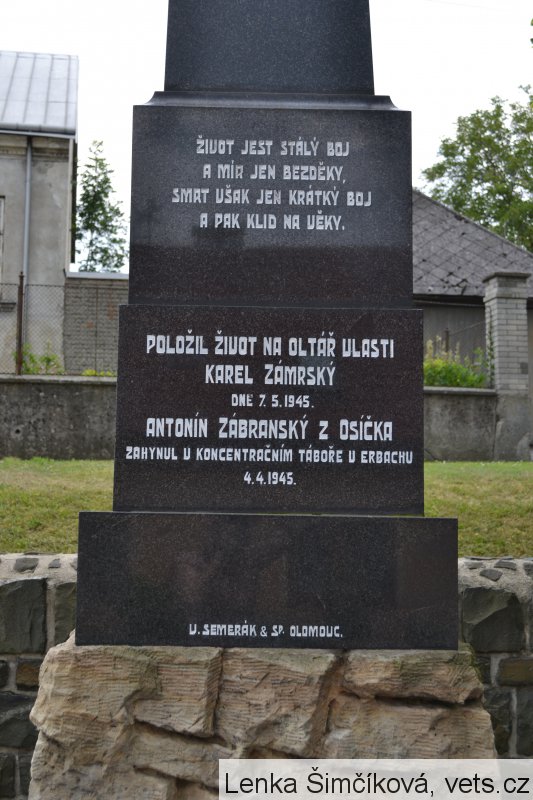 ŽIVOT JEST STÁLÝ BOJ
A MÍR JEN BEZDĚKY,
SMRT VŠAK JEN KRÁTKÝ BOJ
A PAK KLID NA VĚKY.
POLOŽIL ŽIVOT NA OLTÁŘ VLASTI
KAREL ZÁMRSKÝ
DNE 7.5.1945.
ANTONÍN ZÁBRANSKÝ Z OSÍČKA
ZAHYNUL V KONCENTRAČNÍM TÁBOŘE V ERBACHU
4.4.1945.
V. SEMERÁK & SP. OLOMOUC.
Lenka Šimčíková, vets.cz